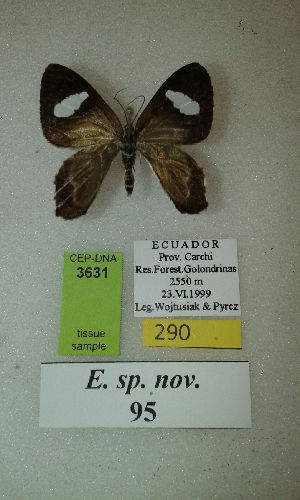 CEP-DNA
3631
tissue
sample
ECUADOR
Prov. Carchi
Res.Forest.Golondrinas
2550 m
23.VI.1999
Leg.Wojtusiak & Pyrcz
290
E. sp. nov.
95